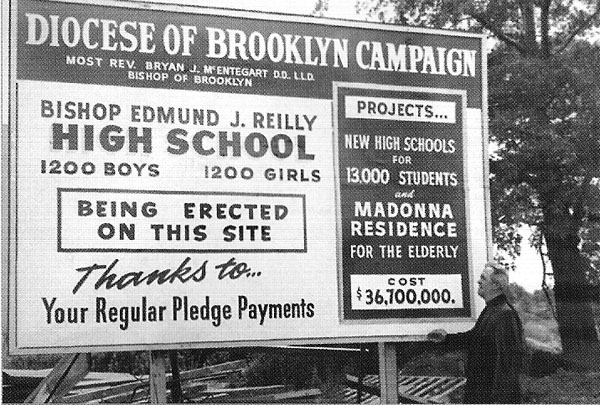 DIOCESE OF BROOKLYN CAMPAIGN
MOST REV. BRYAN J. McENTEGART D.D. L.L.D.
BISHOP OF BROOKLYN
BISHOP EDMUND J. REILLY
HIGH SCHOOL
1200 BOYS 1200 GIRLS
BEING ERECTED
ON THIS SITE
Thanks to...
Your Regular Pledge Payments
PROJECTS...
NEW HIGH SCHOOLS
FOR
13,000 STUDENTS
and
MADONNA
RESIDENCE
FOR THE ELDERLY
COST
$36,700,000.